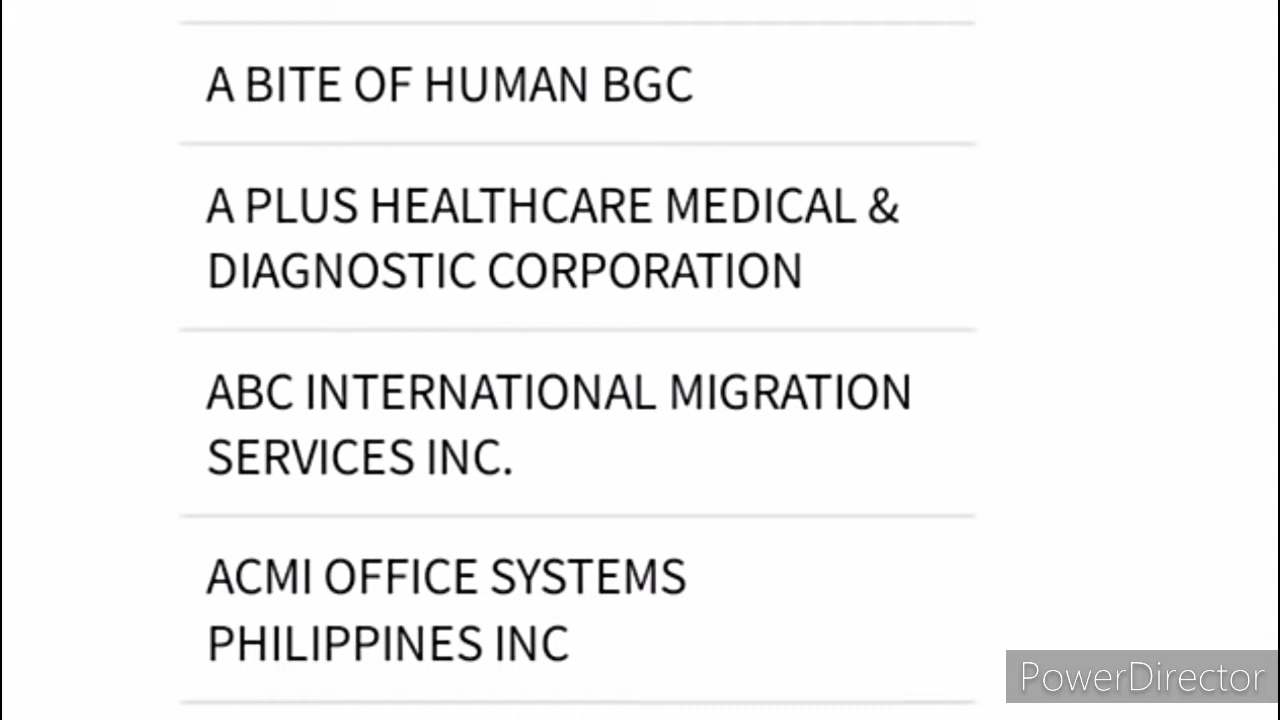 A BITE OF HUMAN BGC
A PLUS HEALTHCARE MEDICAL &
DIAGNOSTIC CORPORATION
ABC INTERNATIONAL MIGRATION
SERVICES INC.
ACMI OFFICE SYSTEMS
PHILIPPINES INC
PowerDirector